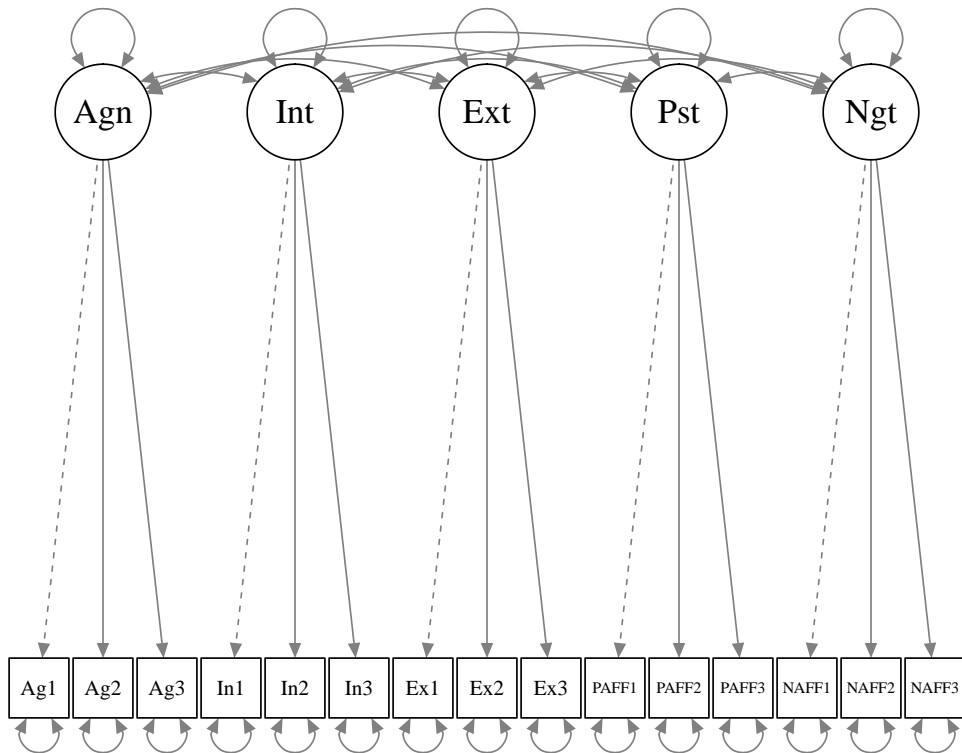 Agn Int Ext Pst Ngt
Ag1 Ag2 Ag3 In1 In2 In3 Ex1 Ex2 Ex3 PAFF1 PAFF2 PAFF3 NAFF1 NAFF2 NAFF3